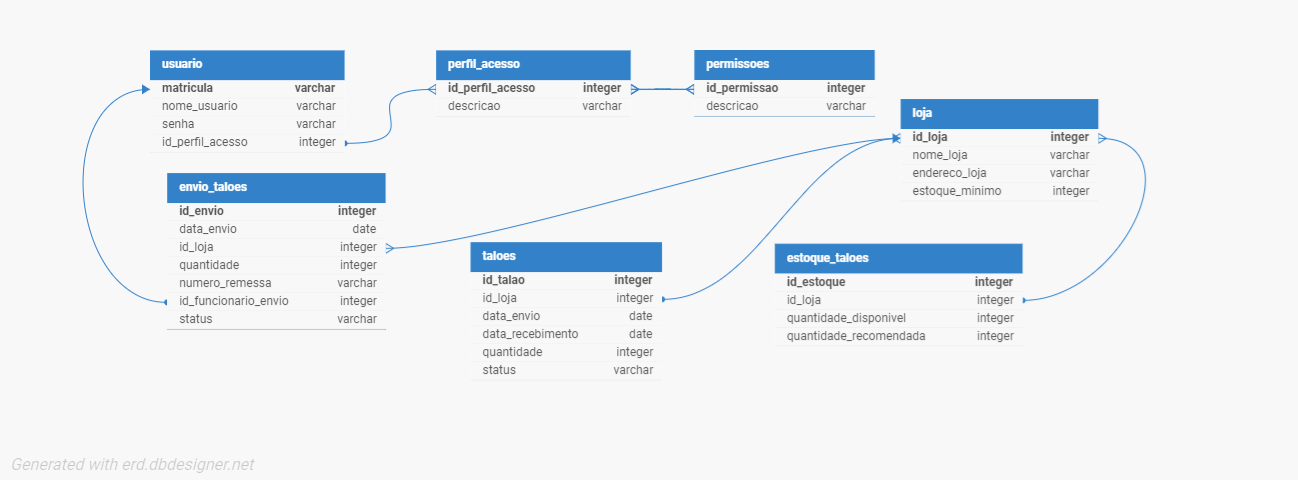 usuario
matricula varchar
nome_usuario varchar
senha varchar
id_perfil_acesso integer
perfil_acesso
id_perfil_acesso integer
descricao varchar
permissoes
id_permissao integer
descricao varchar
loja
id_loja integer
nome_loja varchar
endereco_loja varchar
estoque_minimo integer
envio_taloes
id_envio integer
data_envio date
id_loja integer
quantidade integer
numero_remessa varchar
id_funcionario_envio integer
status varchar
taloes
id_talao integer
id_loja integer
data_envio date
data_recebimento date
quantidade integer
status varchar
estoque_taloes
id_estoque integer
id_loja integer
quantidade_disponivel integer
quantidade_recomendada integer
Generated with erd.dbdesigner.net